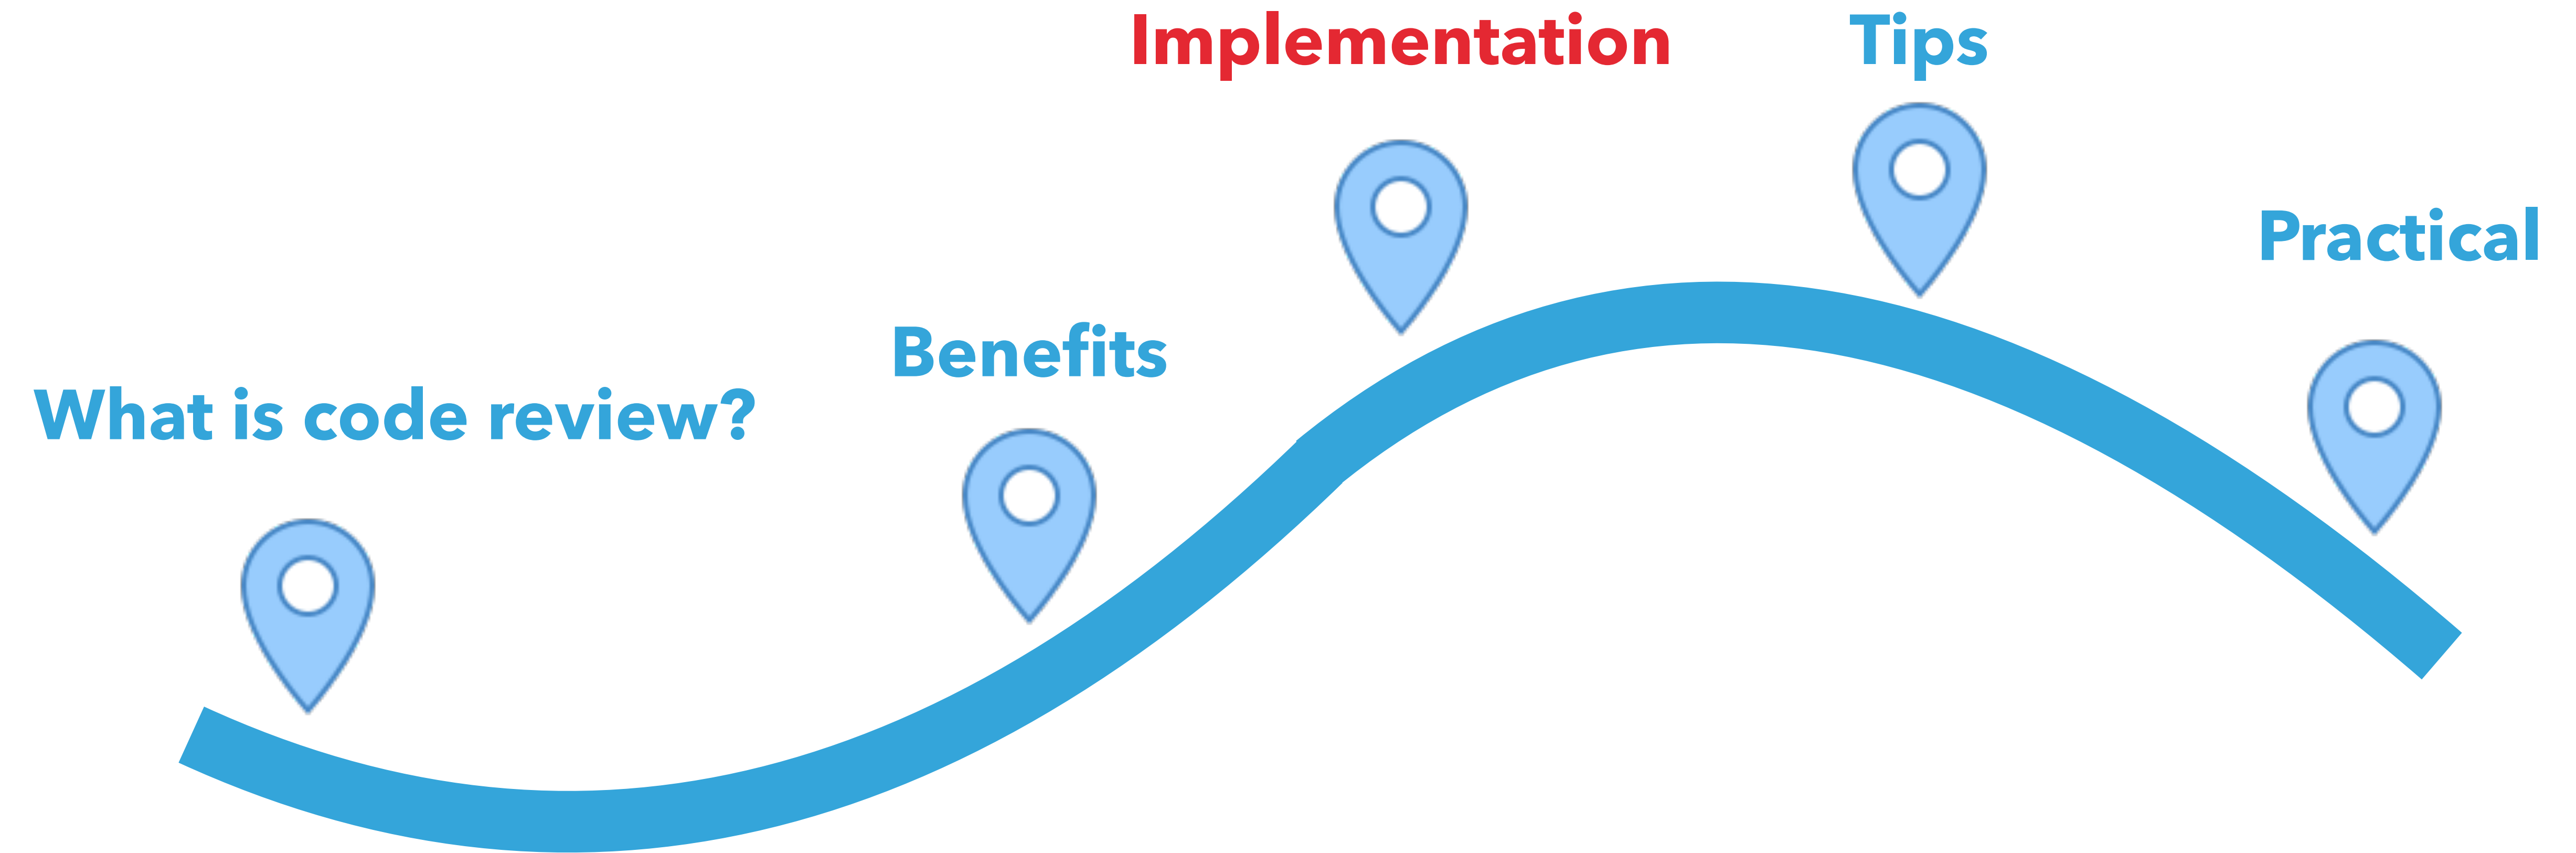 What is code review?
Benefits
Implementation
Tips
Practical